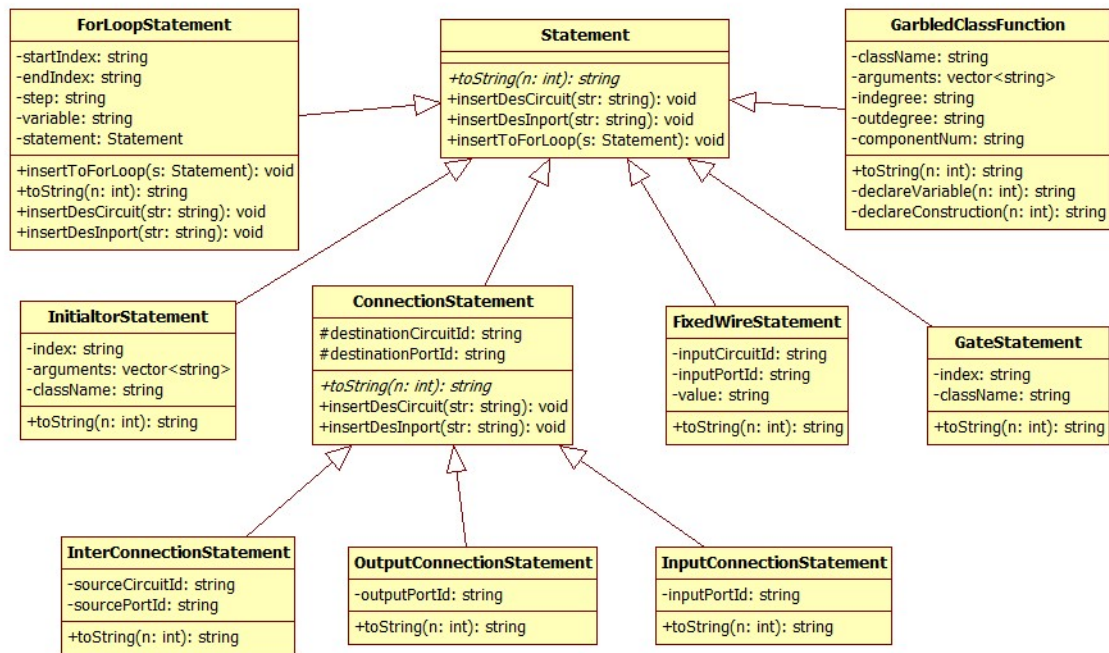 ForLoopStatement
-startIndex: string
-endIndex: string
-step: string
-variable: string
-statement: Statement
+insertToForLoop(s: Statement): void
+toString(n: int): string
+insertDesCircuit(str: string): void
+insertDesInport(str: string): void
Statement
+toString(n: int): string
+insertDesCircuit(str: string): void
+insertDesInport(str: string): void
+insertToForLoop(s: Statement): void
GarbledClassFunction
-className: string
-arguments: vector<string>
-indegree: string
-outdegree: string
-componentNum: string
+toString(n: int): string
-declareVariable(n: int): string
-declareConstruction(n: int): string
InitialtorStatement
-index: string
-arguments: vector<string>
-className: string
+toString(n: int): string
ConnectionStatement
#destinationCircuitId: string
#destinationPortId: string
+toString(n: int): string
+insertDesCircuit(str: string): void
+insertDesInport(str: string): void
FixedWireStatement
-inputCircuitId: string
-inputPortId: string
-value: string
+toString(n: int): string
GateStatement
-index: string
-className: string
+toString(n: int): string
InterConnectionStatement
-sourceCircuitId: string
-sourcePortId: string
+toString(n: int): string
OutputConnectionStatement
-outputPortId: string
+toString(n: int): string
InputConnectionStatement
-inputPortId: string
+toString(n: int): string